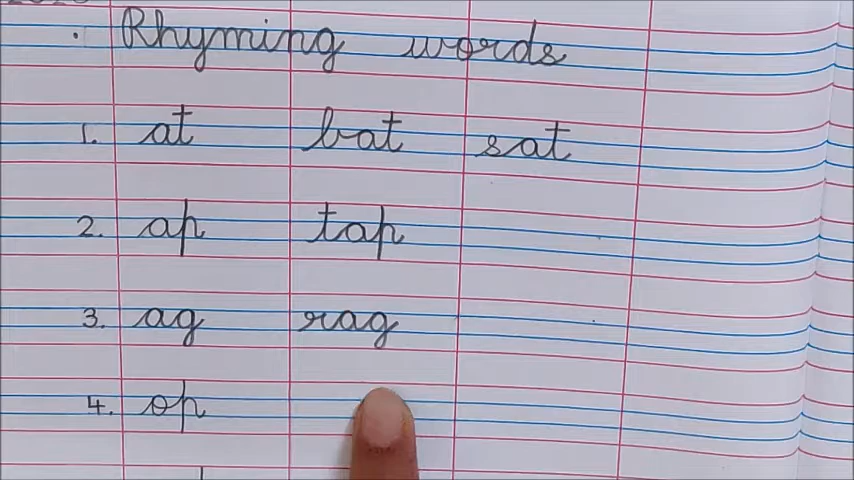 . Rhyming words
1. at bat sat
2. ap tap
3. ag rag
4. op